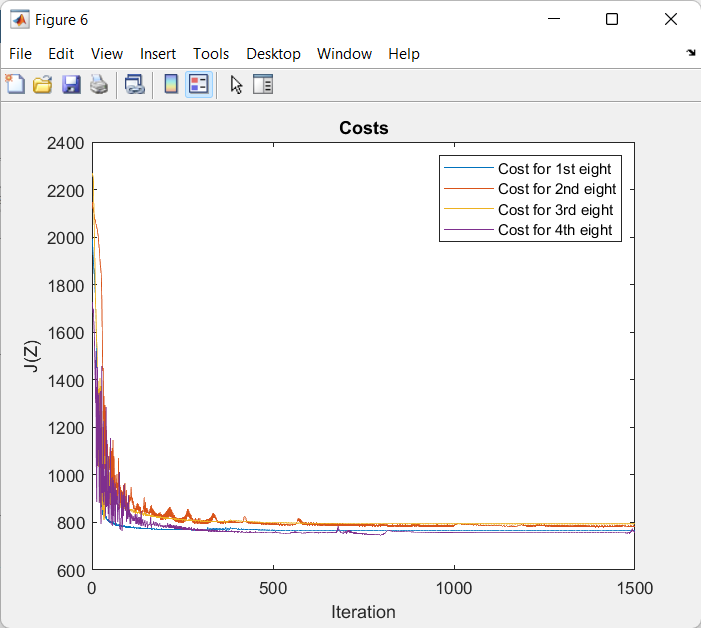 Figure 6
File Edit View Insert Tools Desktop Window Help
Costs
2400
2200
2000
1800
1600
1400
1200
1000
800
600
J(Z)
Cost for 1st eight
Cost for 2nd eight
Cost for 3rd eight
Cost for 4th eight
0 500 1000 1500
Iteration